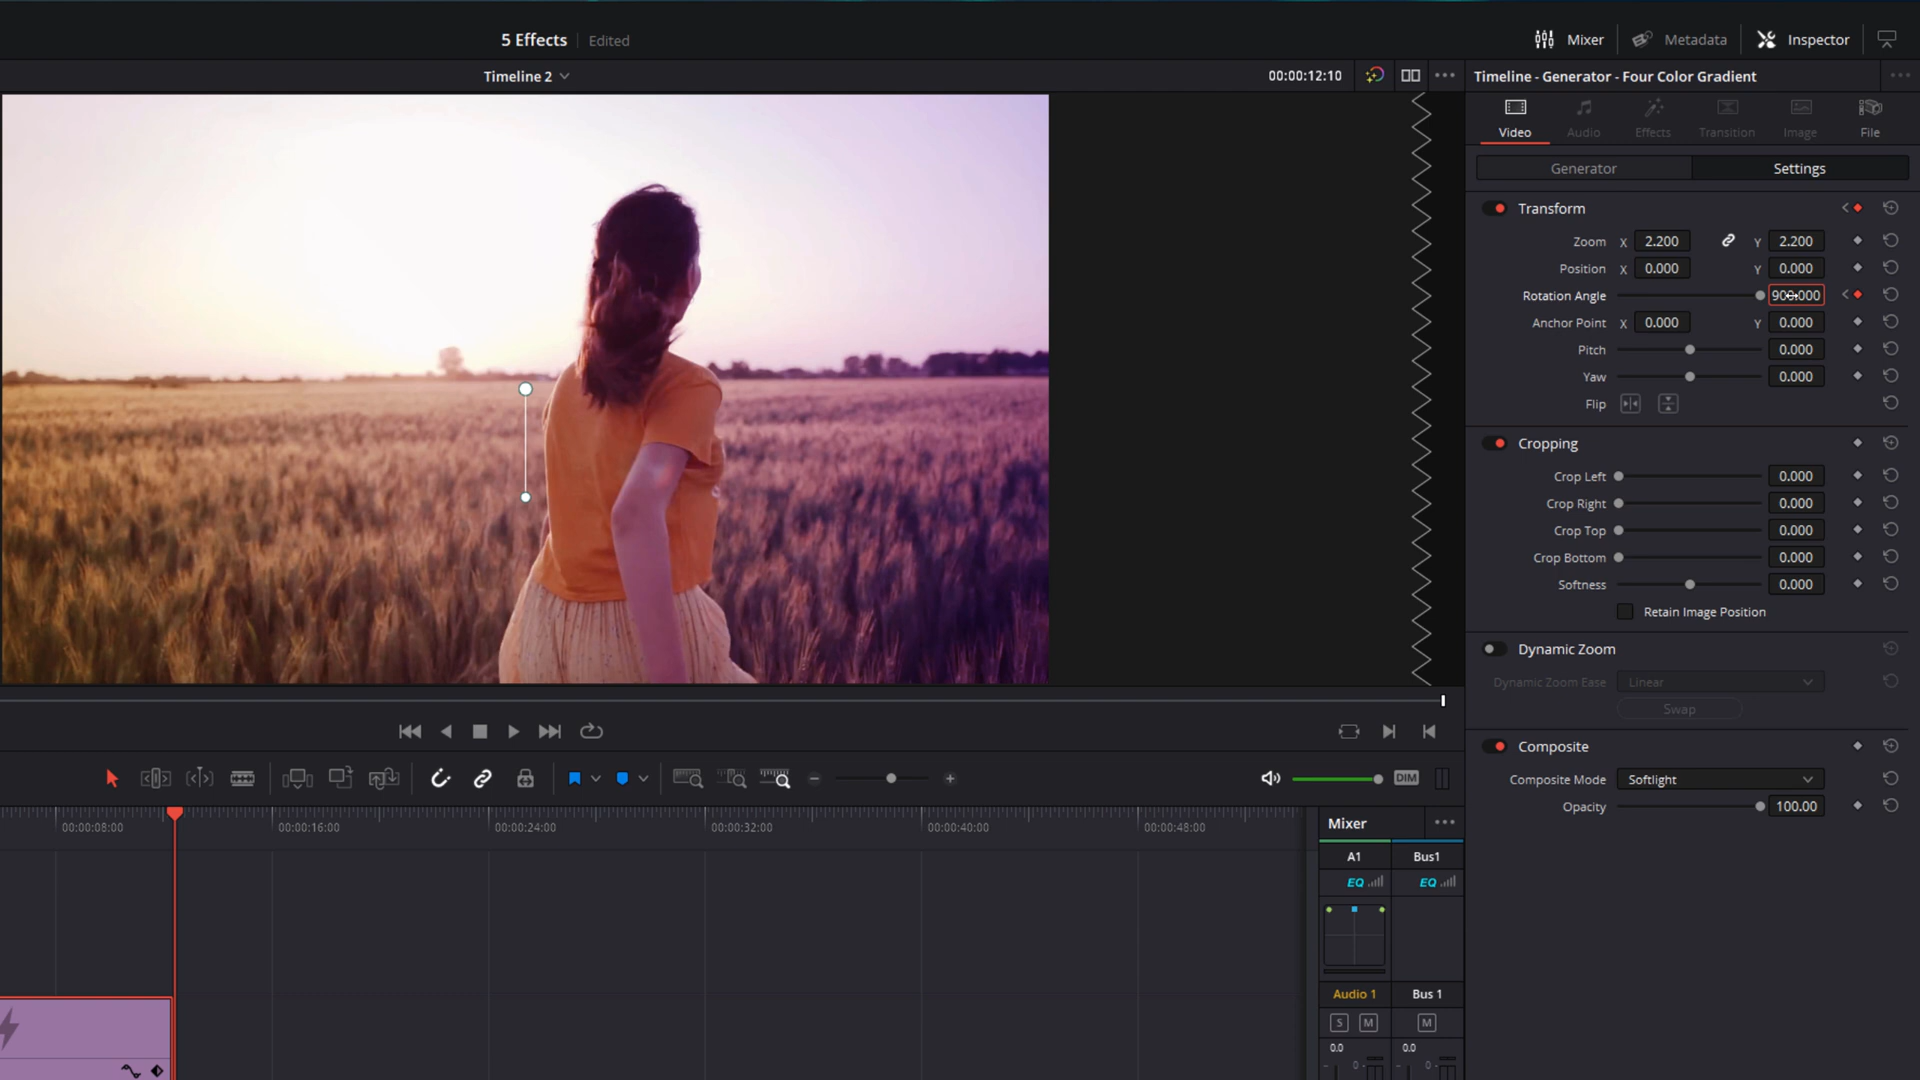 5 Effects Edited
Mixer Metadata Inspector
Timeline 2 00:00:12:10
Timeline - Generator - Four Color Gradient
Video Audio Effects Transition Image File
Generator Settings
Transform
Zoom X 2.200 Y 2.200
Position X 0.000 Y 0.000
Rotation Angle
Anchor Point X 0.000 Y 0.000
Pitch 0.000
Yaw 0.000
Flip
Cropping
Crop Left 0.000
Crop Right 0.000
Crop Top 0.000
Crop Bottom 0.000
Softness 0.000
Retain Image Position
Dynamic Zoom
Dynamic Zoom Ease Linear
Swap
Composite
Composite Mode Softlight
Opacity 100.00
DIM
00:00:08:00 00:00:16:00 00:00:24:00 00:00:32:00 00:00:40:00 00:00:48:00
Mixer
A1 Bus1
EQ EQ
Audio 1 Bus 1
S M M
0.0 0.0
0 0